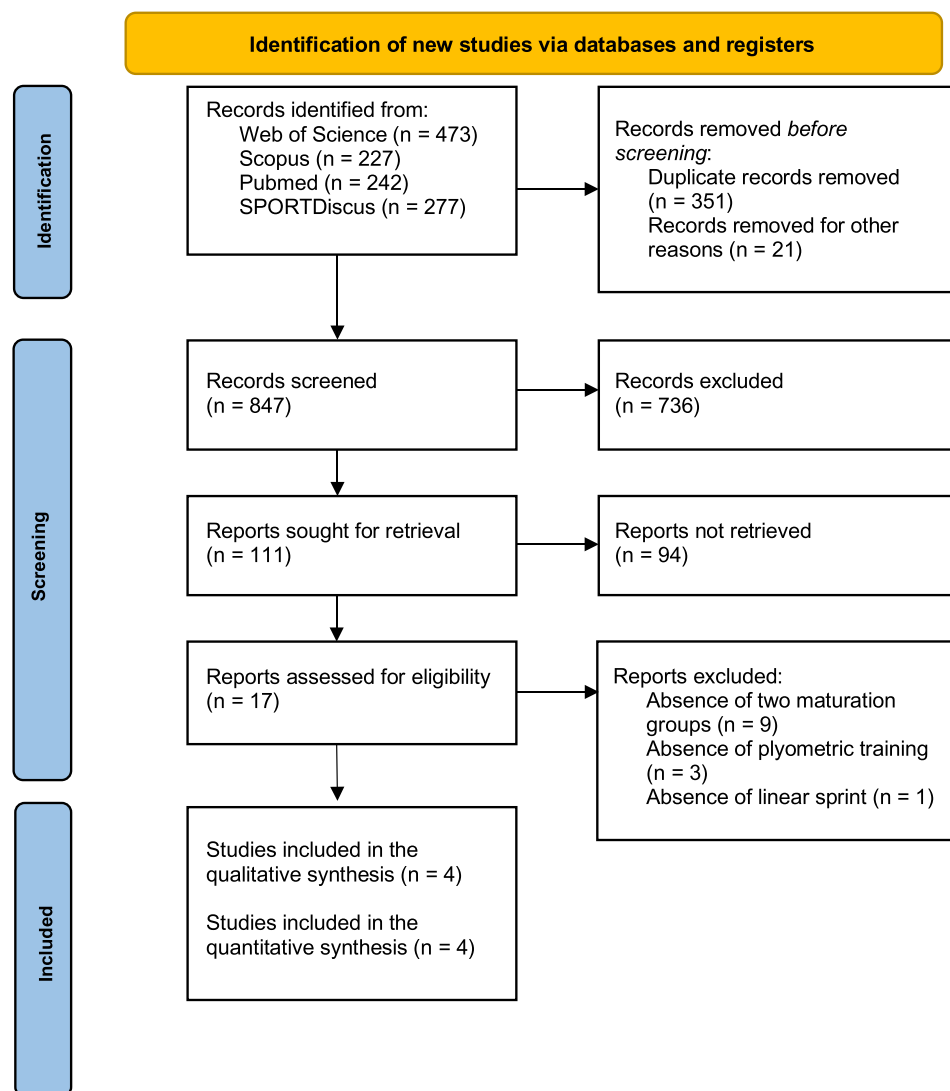 Identification of new studies via databases and registers
Identification
Records identified from:
Web of Science (n = 473)
Scopus (n = 227)
Pubmed (n = 242)
SPORTDiscus (n = 277)
Records removed before
screening:
Duplicate records removed
(n = 351)
Records removed for other
reasons (n = 21)
Screening
Records screened
(n = 847)
Records excluded
(n = 736)
Reports sought for retrieval
(n = 111)
Reports not retrieved
(n = 94)
Reports assessed for eligibility
(n = 17)
Reports excluded:
Absence of two maturation
groups (n = 9)
Absence of plyometric training
(n = 3)
Absence of linear sprint (n = 1)
Included
Studies included in the
qualitative synthesis (n = 4)
Studies included in the
quantitative synthesis (n = 4)